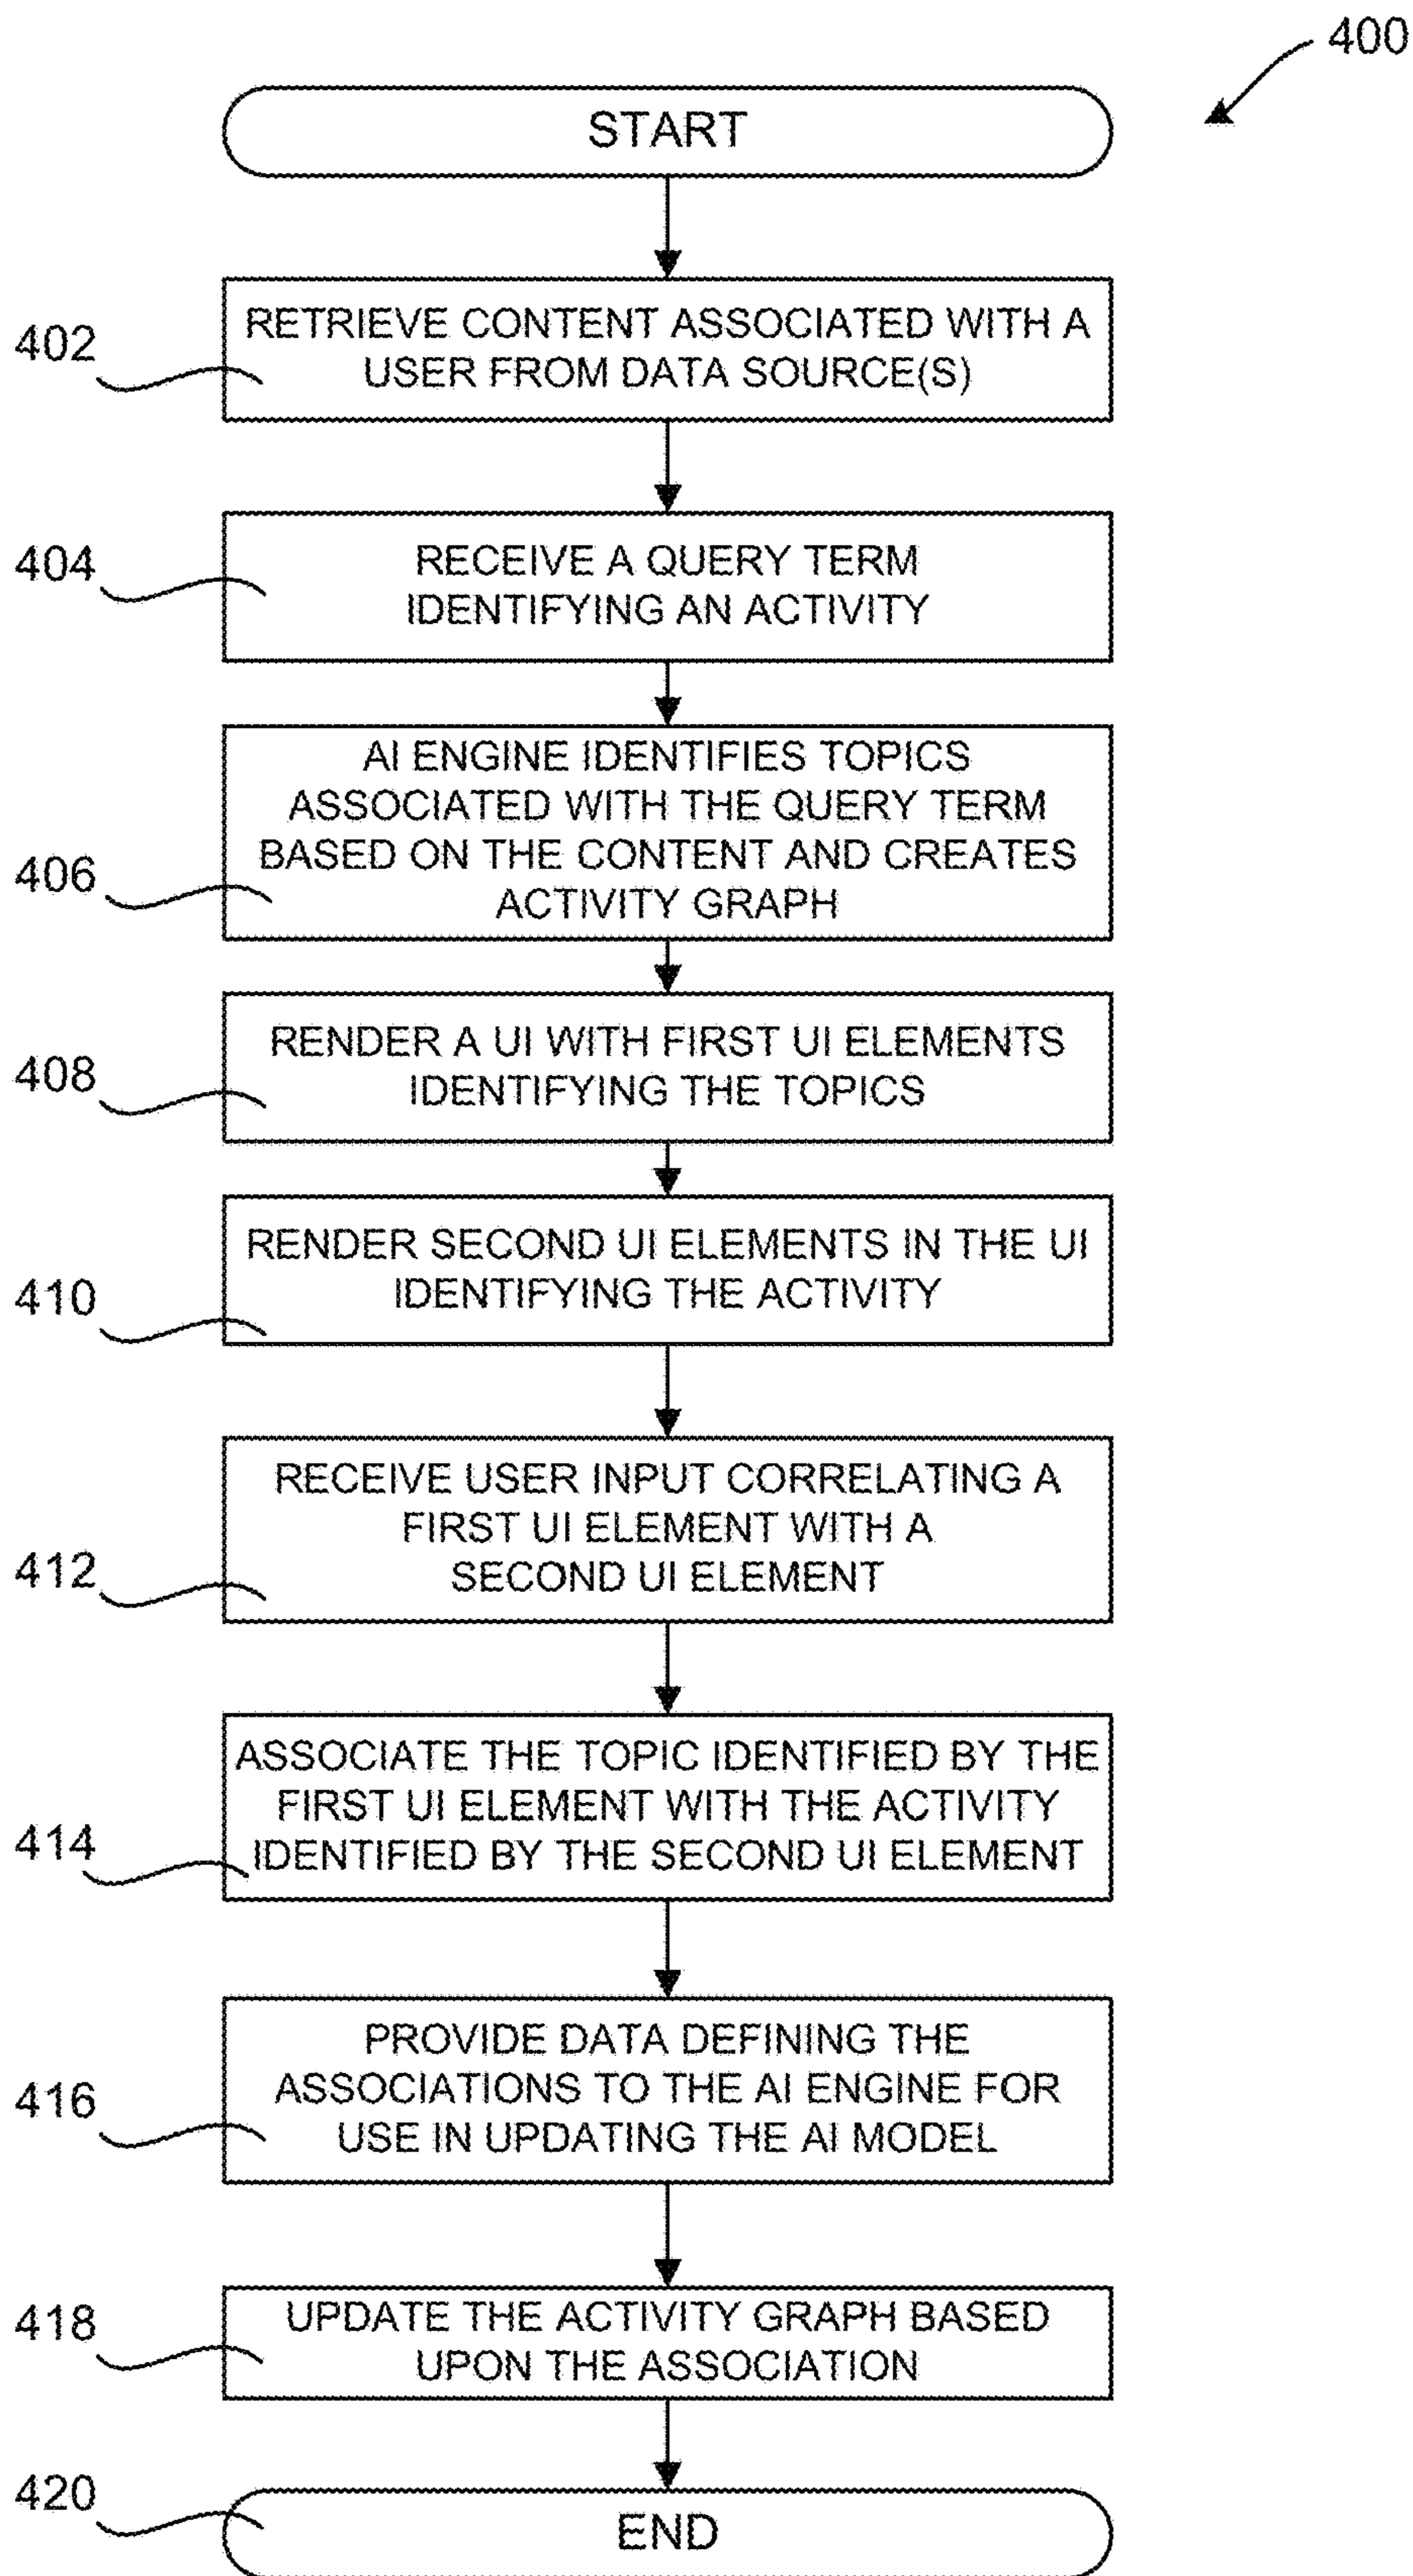 400
START
402
RETRIEVE CONTENT ASSOCIATED WITH A
USER FROM DATA SOURCE(S)
404
RECEIVE A QUERY TERM
IDENTIFYING AN ACTIVITY
406
AI ENGINE IDENTIFIES TOPICS
ASSOCIATED WITH THE QUERY TERM
BASED ON THE CONTENT AND CREATES
ACTIVITY GRAPH
408
RENDER A UI WITH FIRST UI ELEMENTS
IDENTIFYING THE TOPICS
410
RENDER SECOND UI ELEMENTS IN THE UI
IDENTIFYING THE ACTIVITY
412
RECEIVE USER INPUT CORRELATING A
FIRST UI ELEMENT WITH A
SECOND UI ELEMENT
414
ASSOCIATE THE TOPIC IDENTIFIED BY THE
FIRST UI ELEMENT WITH THE ACTIVITY
IDENTIFIED BY THE SECOND UI ELEMENT
416
PROVIDE DATA DEFINING THE
ASSOCIATIONS TO THE AI ENGINE FOR
USE IN UPDATING THE AI MODEL
418
UPDATE THE ACTIVITY GRAPH BASED
UPON THE ASSOCIATION
420
END